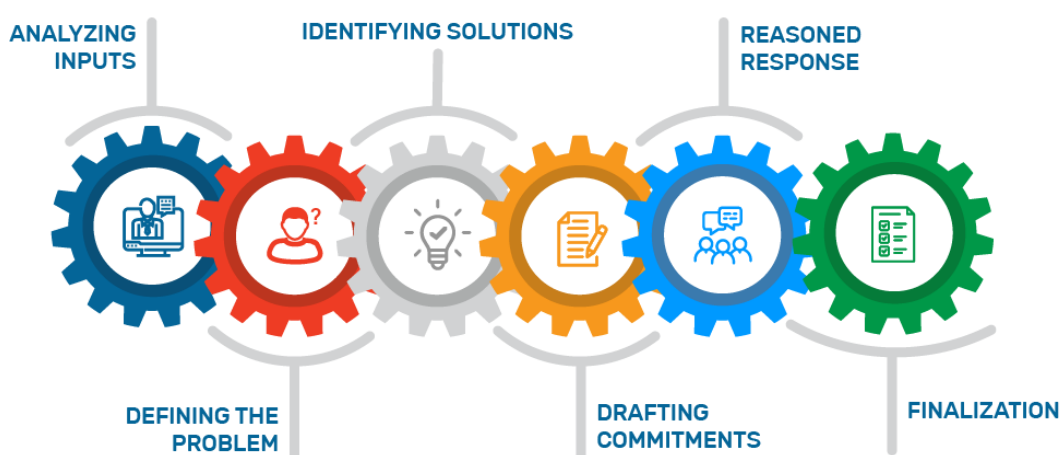 ANALYZING
INPUTS
IDENTIFYING SOLUTIONS
REASONED
RESPONSE
?
DEFINING THE
PROBLEM
DRAFTING
COMMITMENTS
FINALIZATION